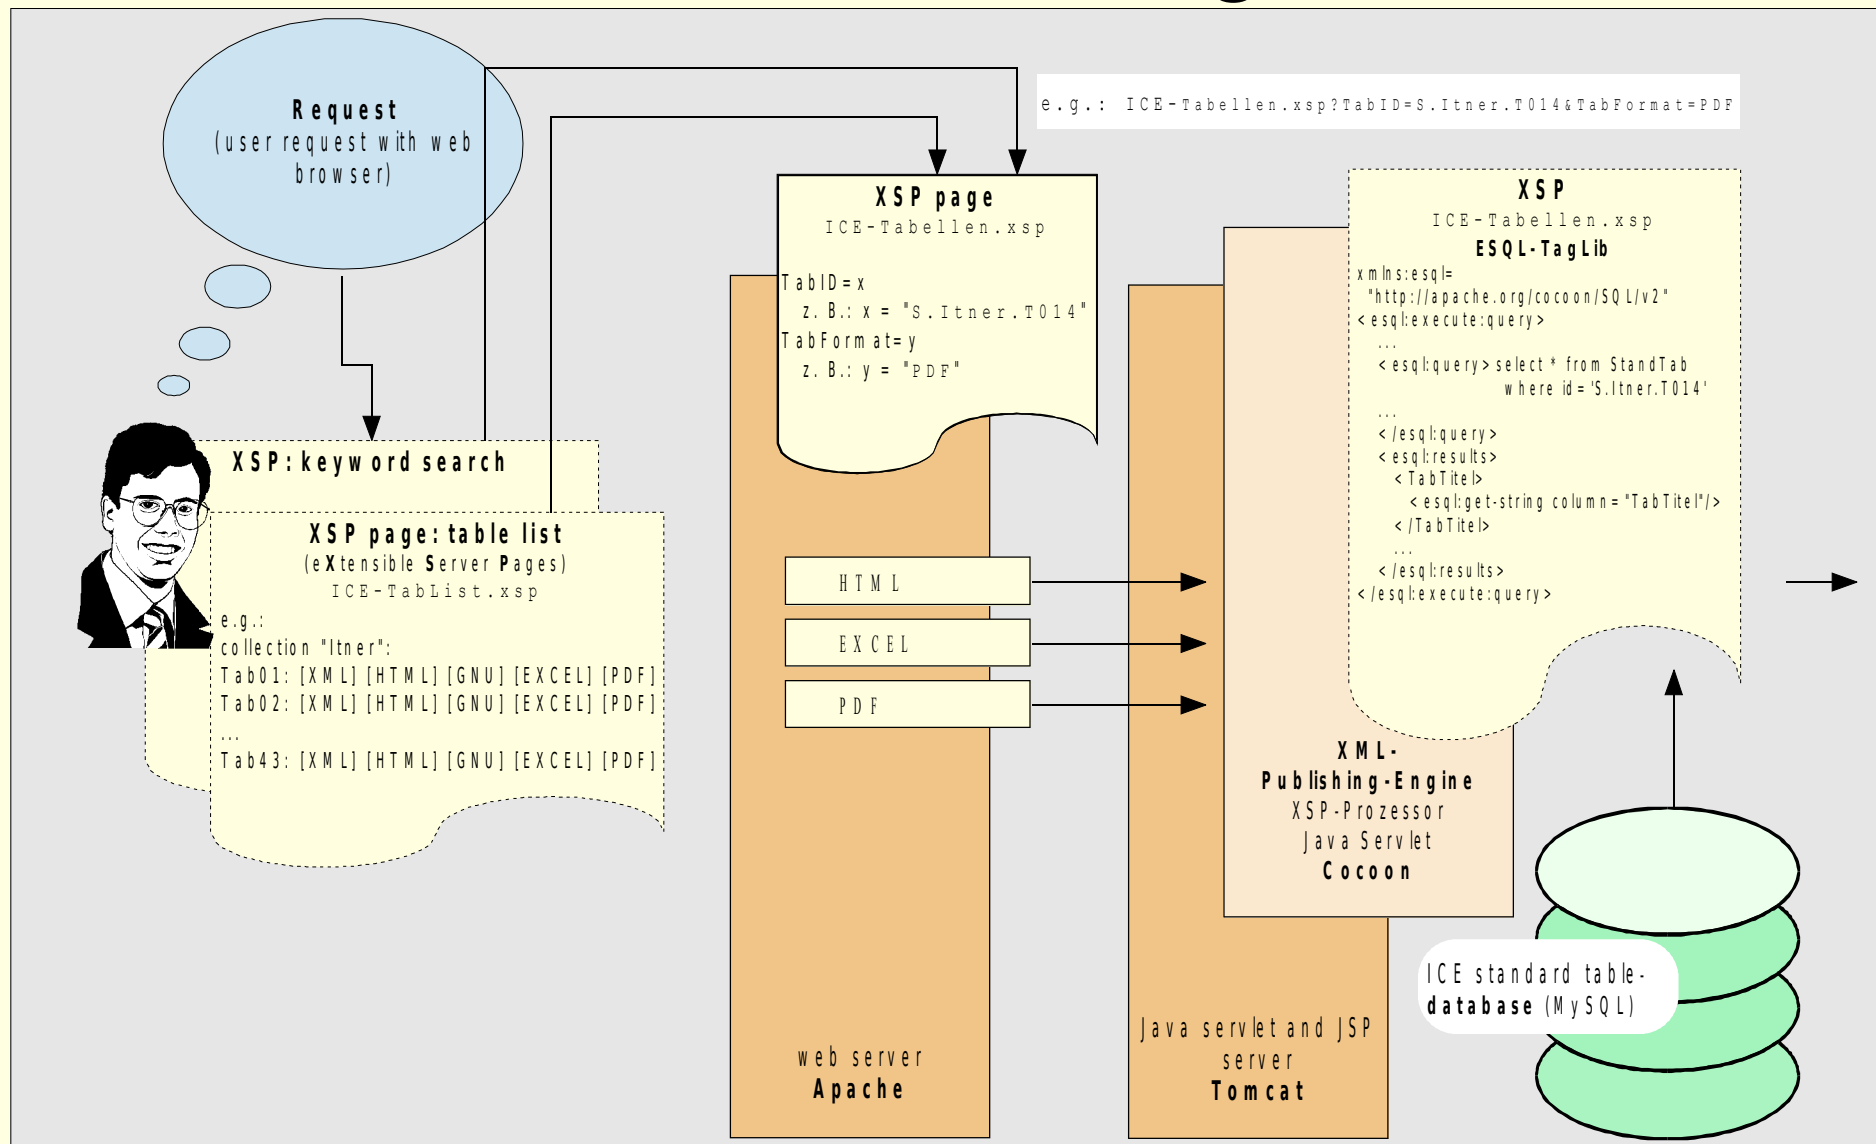 Request
(user request with web
browser)
e.g.: ICE-Tabellen.xsp?TabID=S.Itner.T014&TabFormat=PDF
XSP: keyword search
XSP page: table list
(eXtensible Server Pages)
ICE-TabList.xsp
e.g.:
collection "Itner":
Tab01: [XML] [HTML] [GNU] [EXCEL] [PDF]
Tab02: [XML] [HTML] [GNU] [EXCEL] [PDF]
...
Tab43: [XML] [HTML] [GNU] [EXCEL] [PDF]
XSP page
ICE-Tabellen.xsp
TabID=x
z. B.: x = "S.Itner.T014"
TabFormat=y
z. B.: y = "PDF"
HTML
EXCEL
PDF
web server
Apache
XSP
ICE-Tabellen.xsp
ESQL-TagLib
xmlns:esql=
"http://apache.org/cocoon/SQL/v2"
<esql:execute:query>
...
<esql:query> select * from StandTab
where id='S.Itner.T014'
...
</esql:query>
<esql:results>
<TabTitel>
<esql:get-string column="TabTitel"/>
</TabTitel>
...
</esql:results>
</esql:execute:query>
XML-
Publishing-Engine
XSP-Prozessor
Java Servlet
Cocoon
Java servlet and JSP
server
Tomcat
ICE standard table-
database (MySQL)